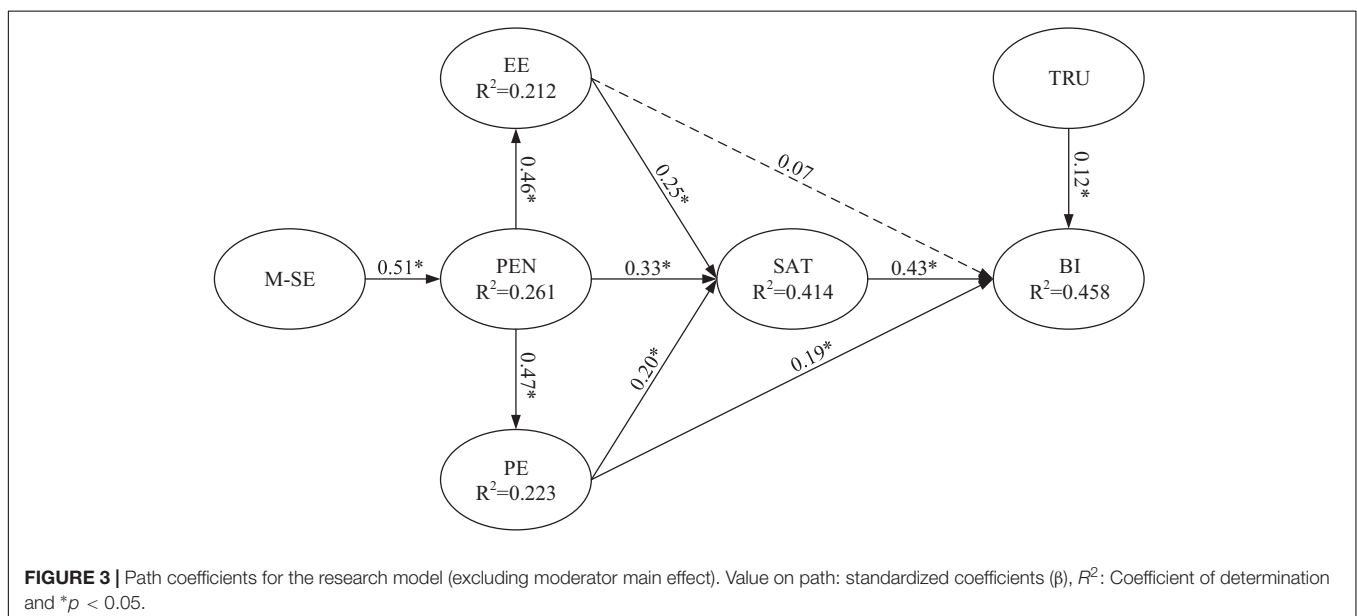 EE
R²=0.212
TRU
0.46*
0.25*
0.07
0.12*
M-SE
0.51*
PEN
R²=0.261
0.33*
SAT
R²=0.414
0.43*
BI
R²=0.458
0.47*
0.20*
0.19*
PE
R²=0.223
FIGURE 3 | Path coefficients for the research model (excluding moderator main effect). Value on path: standardized coefficients (β), R²: Coefficient of determination
and *p < 0.05.